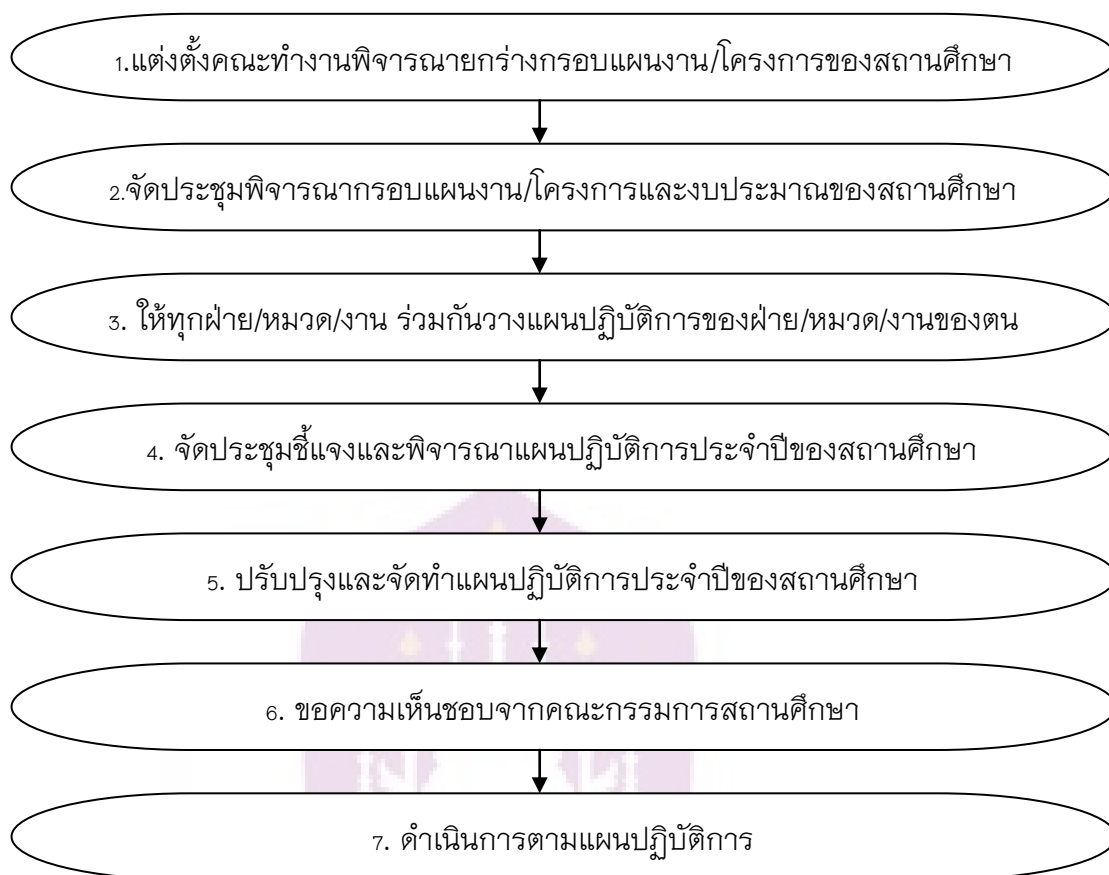 1.แต่งตั้งคณะทำงานพิจารณายกร่างกรอบแผนงาน/โครงการของสถานศึกษา
2.จัดประชุมพิจารณากรอบแผนงาน/โครงการและงบประมาณของสถานศึกษา
3. ให้ทุกฝ่าย/หมวด/งาน ร่วมกันวางแผนปฏิบัติการของฝ่าย/หมวด/งานของตน
4. จัดประชุมชี้แจงและพิจารณาแผนปฏิบัติการประจำปีของสถานศึกษา
5. ปรับปรุงและจัดทำแผนปฏิบัติการประจำปีของสถานศึกษา
6. ขอความเห็นชอบจากคณะกรรมการสถานศึกษา
7. ดำเนินการตามแผนปฏิบัติการ